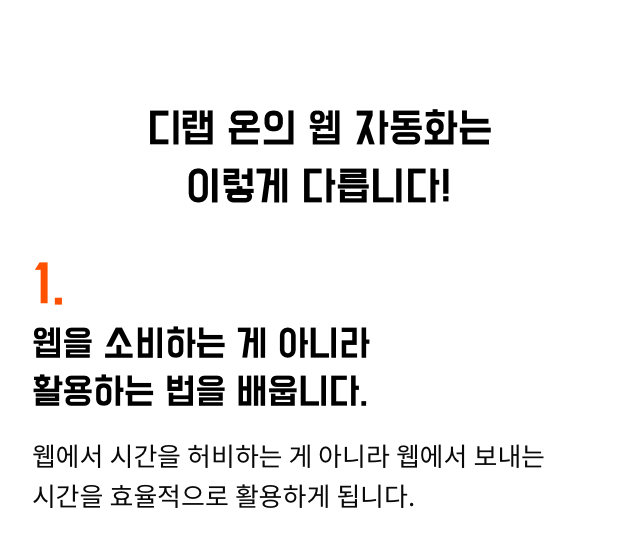 디랩 온의 웹 자동화는
이렇게 다릅니다!
1.
웹을 소비하는 게 아니라
활용하는 법을 배웁니다.
웹에서 시간을 허비하는 게 아니라 웹에서 보내는
시간을 효율적으로 활용하게 됩니다.